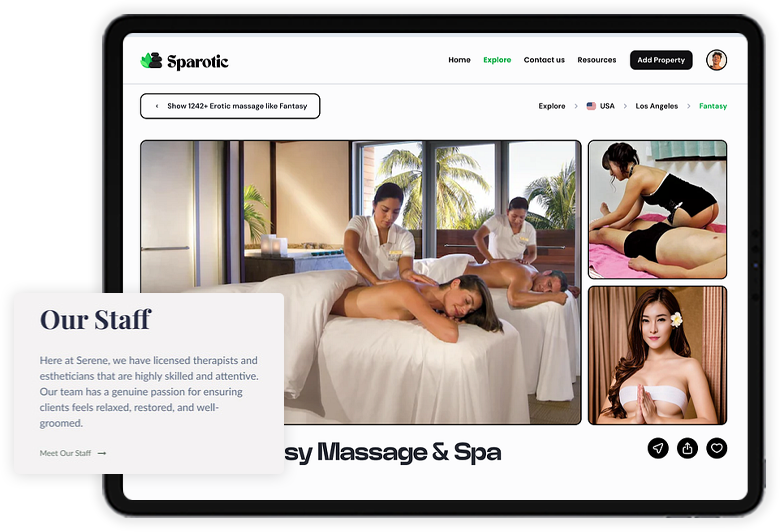 Sparotic
Home Explore Contact us Resources Add Property
‹ Show 1242+ Erotic massage like Fantasy
Explore › USA › Los Angeles › Fantasy
Our Staff
Here at Serene, we have licensed therapists and
estheticians that are highly skilled and attentive.
Our team has a genuine passion for ensuring
clients feels relaxed, restored, and well-
groomed.
Meet Our Staff →
sy Massage & Spa